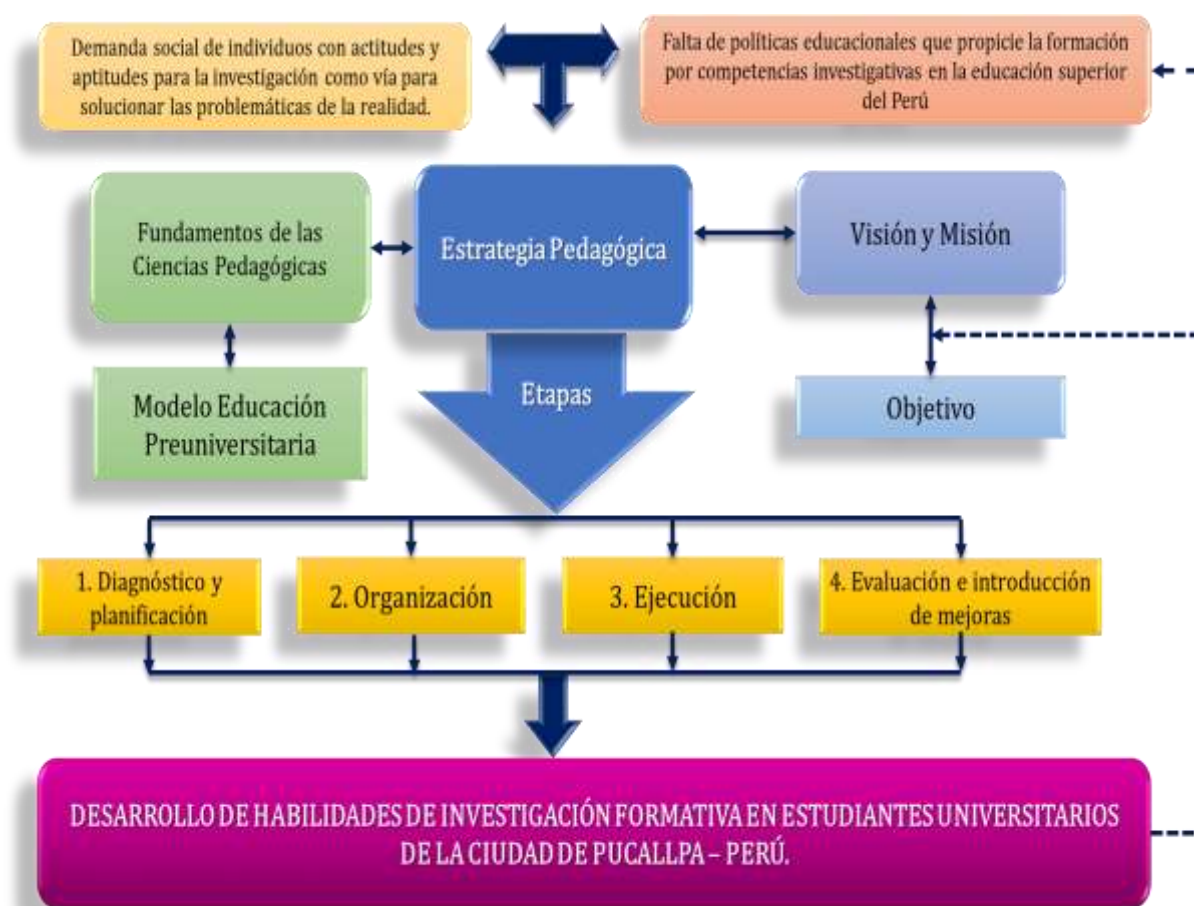 Demanda social de individuos con actitudes y
aptitudes para la investigación como vía para
solucionar las problemáticas de la realidad.
Falta de políticas educacionales que propicie la formación
por competencias investigativas en la educación superior
del Perú
Fundamentos de las
Ciencias Pedagógicas
Estrategia Pedagógica
Visión y Misión
Modelo Educación
Preuniversitaria
Etapas
Objetivo
1. Diagnóstico y
planificación
2. Organización
3. Ejecución
4. Evaluación e introducción
de mejoras
DESARROLLO DE HABILIDADES DE INVESTIGACIÓN FORMATIVA EN ESTUDIANTES UNIVERSITARIOS
DE LA CIUDAD DE PUCALLPA – PERÚ.